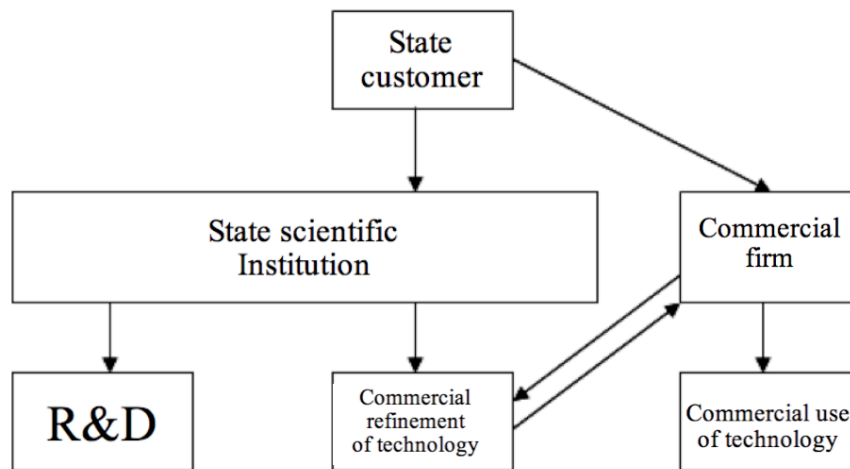 State
customer
State scientific
Institution
Commercial
firm
R&D
Commercial
refinement
of technology
Commercial use
of technology